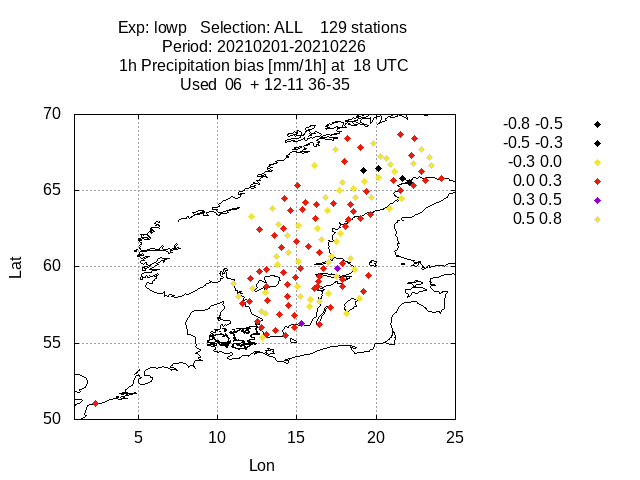 Exp: lowp Selection: ALL 129 stations
Period: 20210201-20210226
1h Precipitation bias [mm/1h] at 18 UTC
Used 06 + 12-11 36-35
70
65
60
55
50
Lat
5
10
15
20
25
Lon
-0.8 -0.5
-0.5 -0.3
-0.3 0.0
0.0 0.3
0.3 0.5
0.5 0.8